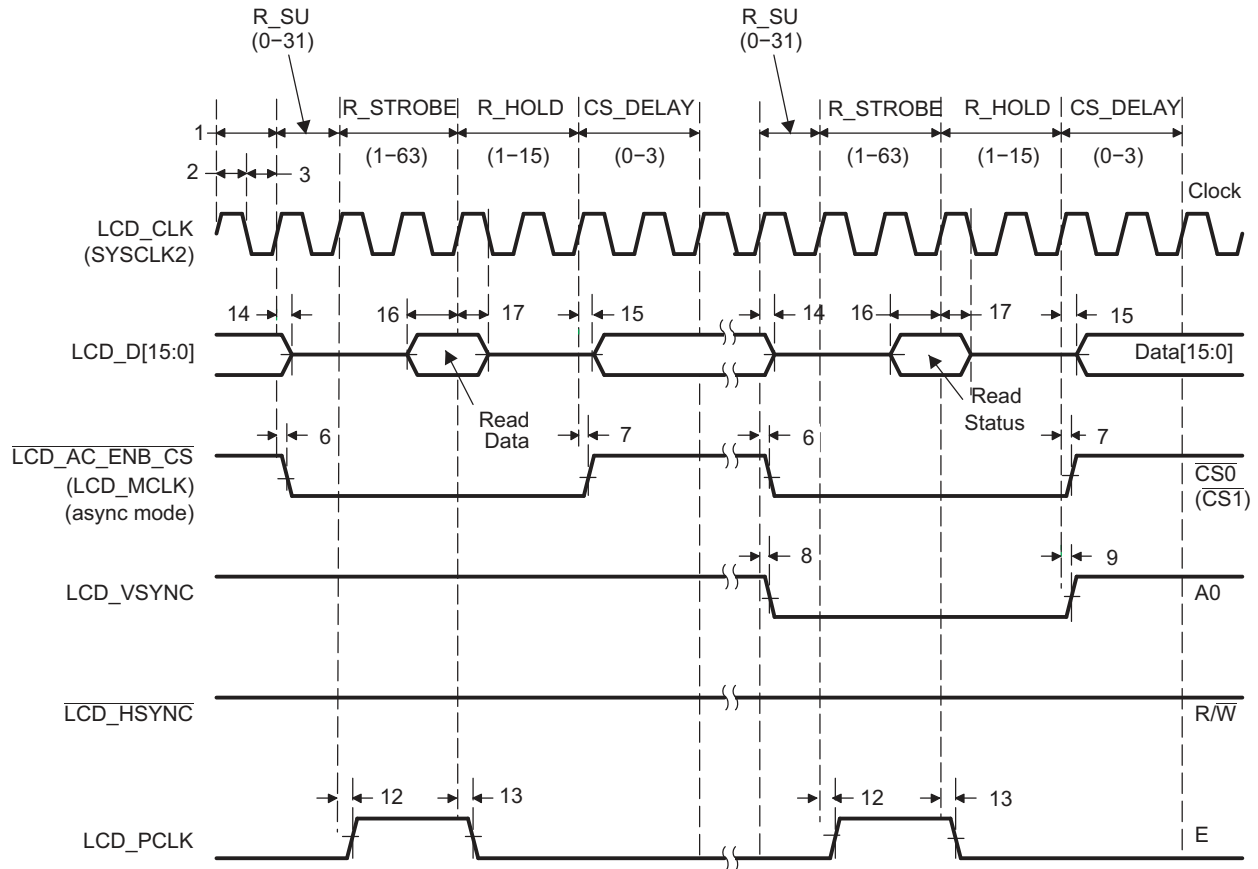 R_SU
(0−31)
R_SU
(0−31)
R_STROBE R_HOLD CS_DELAY
R_STROBE R_HOLD CS_DELAY
1
(1−63) (1−15) (0−3)
(1−63) (1−15) (0−3)
2 3
Clock
LCD_CLK
(SYSCLK2)
14 16 17 15 14 16 17 15
LCD_D[15:0]
Data[15:0]
Read
Data
Read
Status
6 7 6 7
LCD_AC_ENB_CS
(LCD_MCLK)
(async mode)
CS0
(CS1)
8 9
LCD_VSYNC
A0
LCD_HSYNC
R/W
12 13 12 13
LCD_PCLK
E